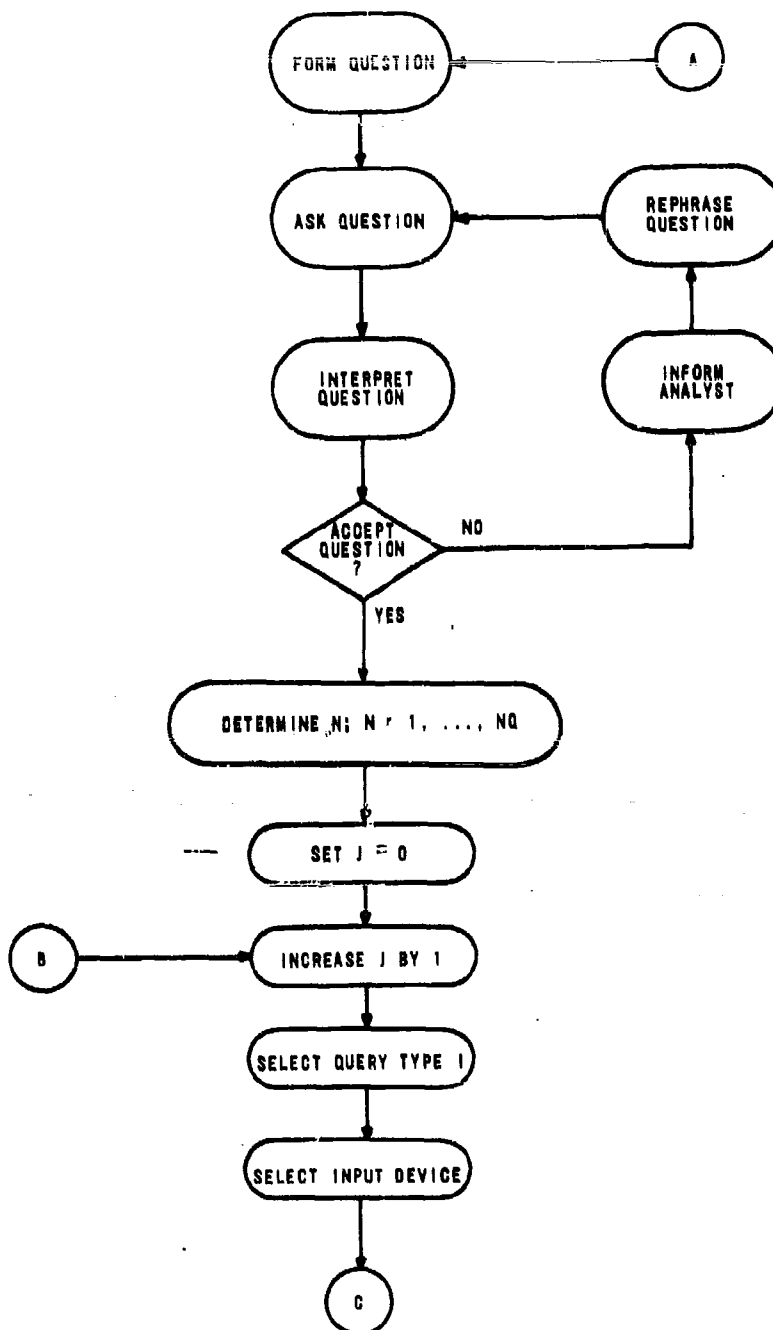 FORM QUESTION
A
ASK QUESTION
REPHRASE
QUESTION
INTERPRET
QUESTION
INFORM
ANALYST
ACCEPT
QUESTION
?
NO
YES
DETERMINE N; N = 1, ..., NQ
SET J = 0
B
INCREASE J BY 1
SELECT QUERY TYPE I
SELECT INPUT DEVICE
C